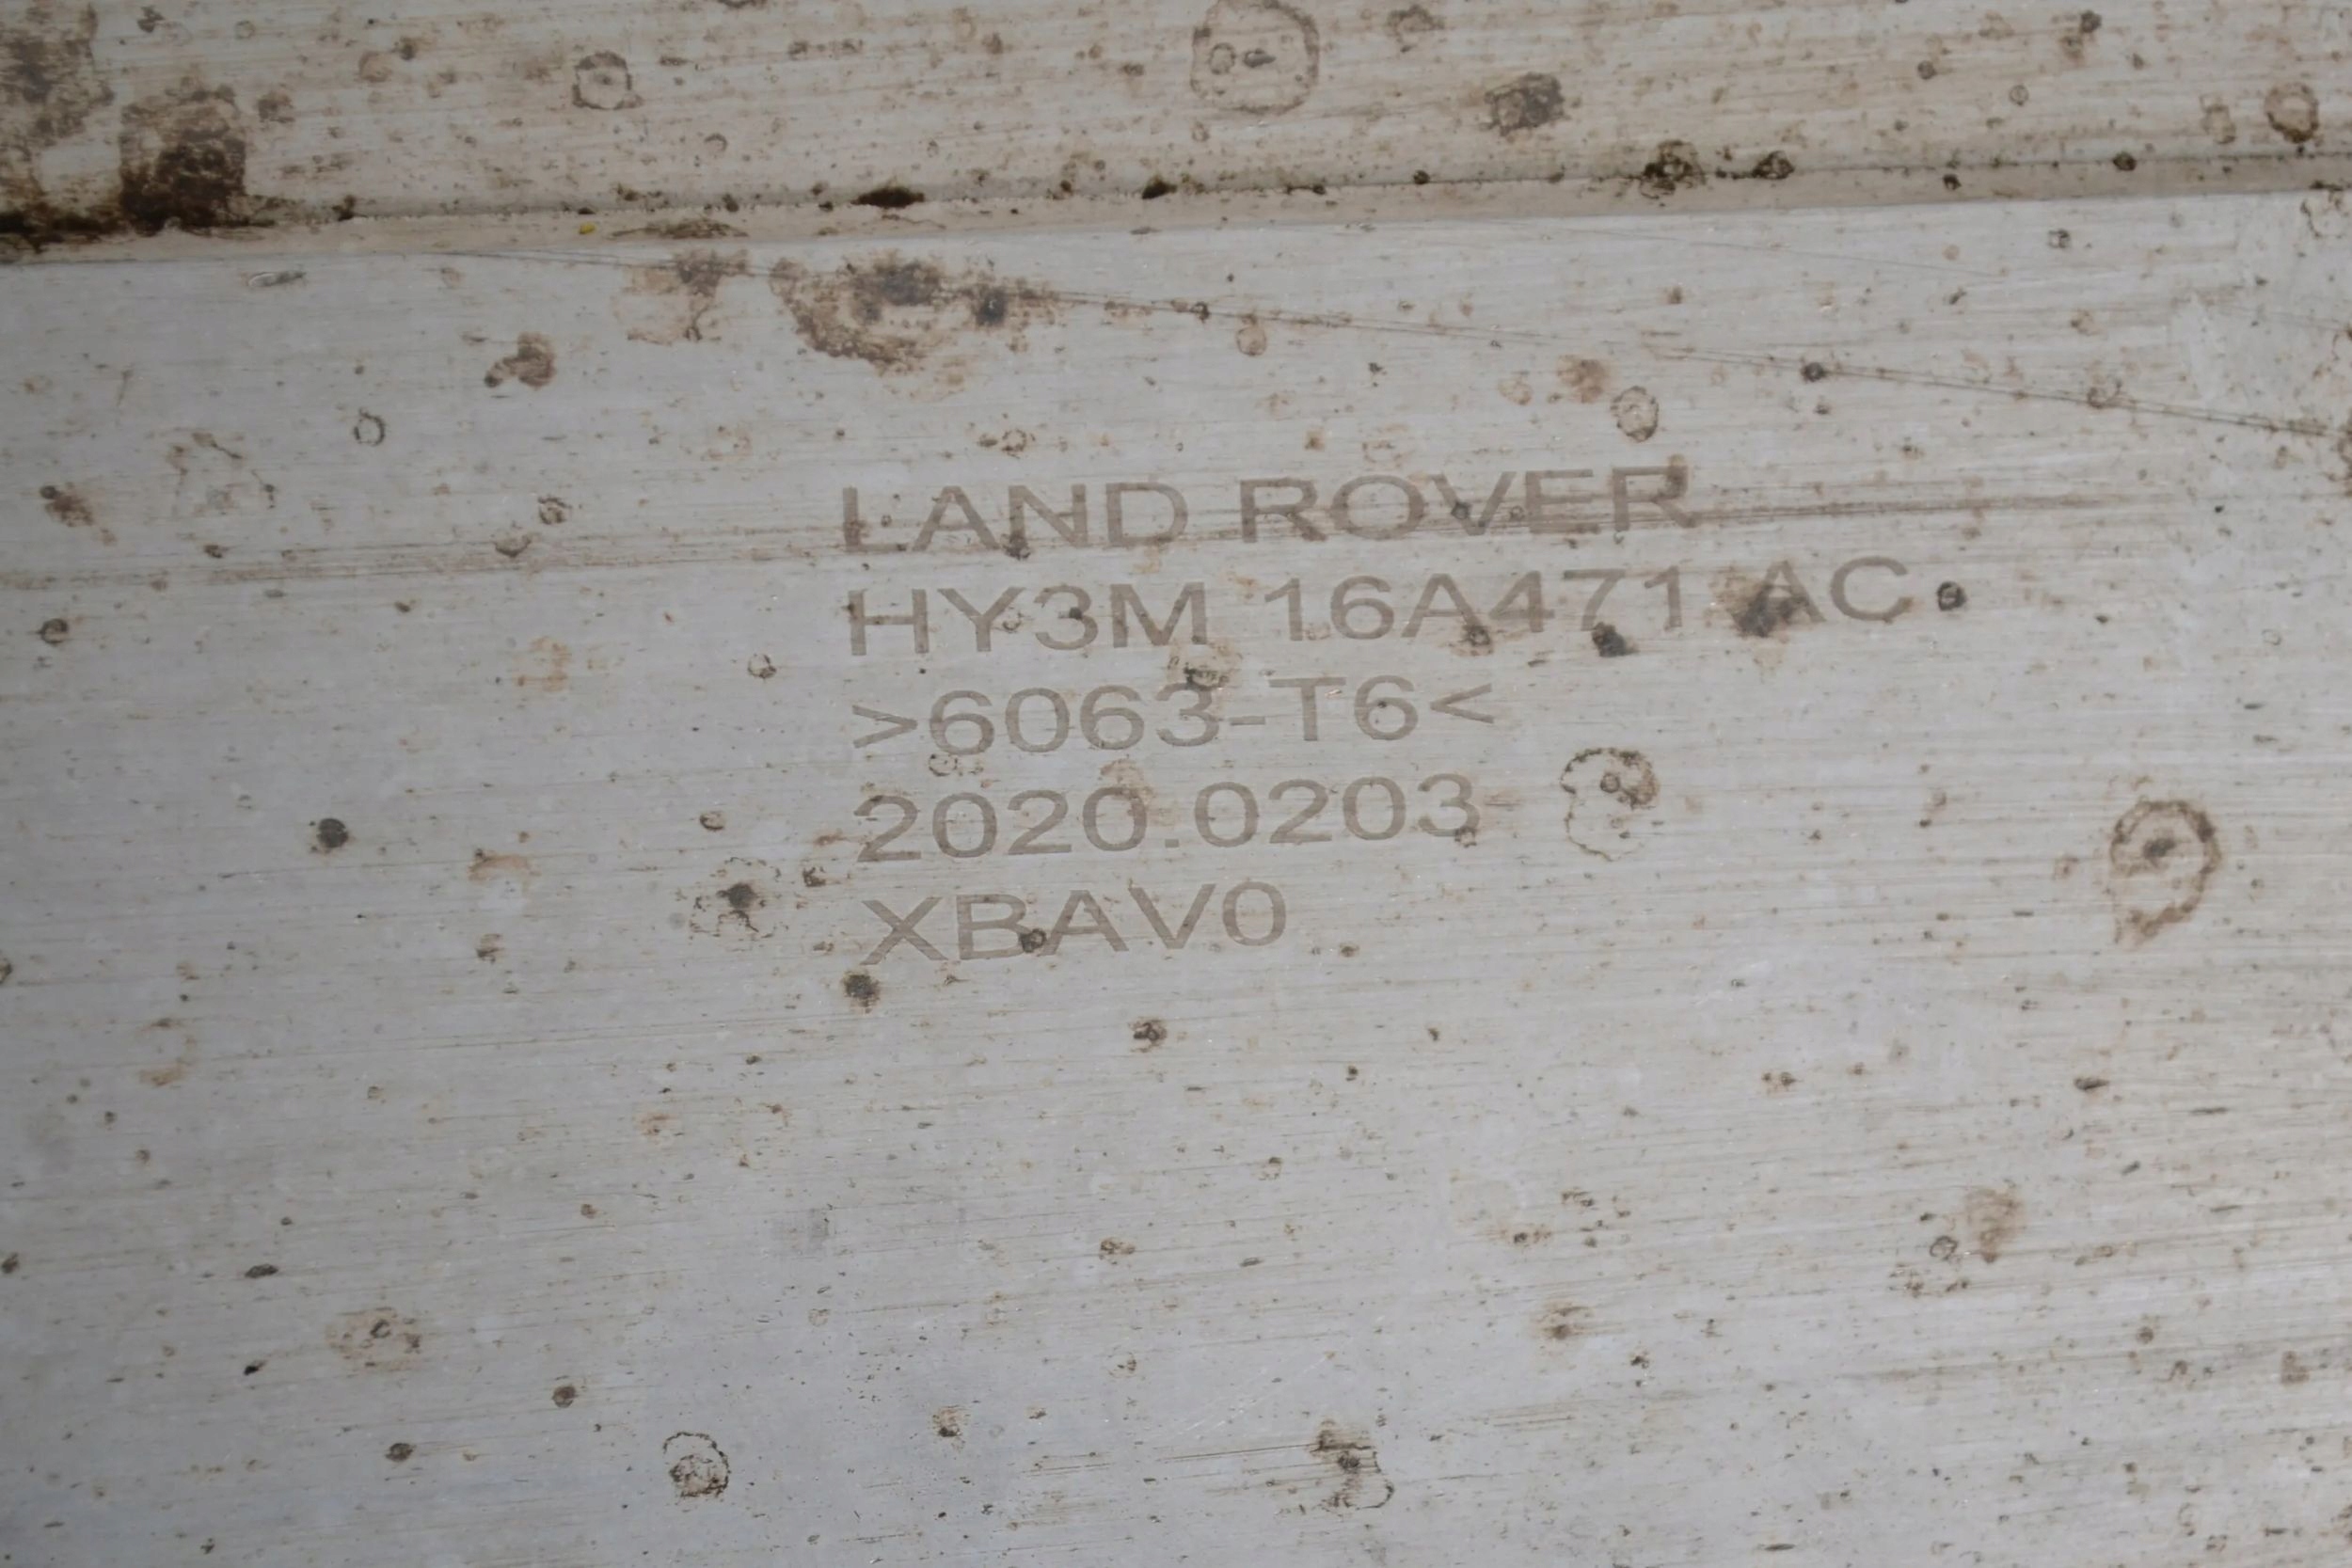 LAND ROVER
HY3M 16A471 AC
>6063-T6<
2020.0203
XBAV0